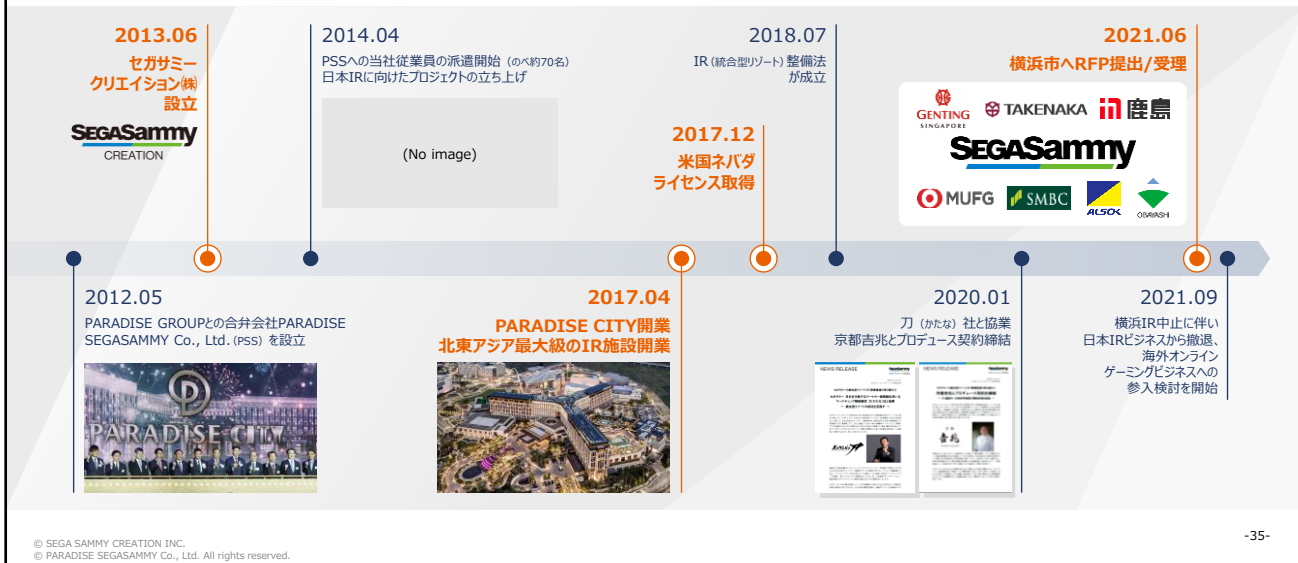 2013.06
セガサミー
クリエイション㈱
設立
SEGASammy
CREATION
2014.04
PSSへの当社従業員の派遣開始（のべ約70名）
日本IRに向けたプロジェクトの立ち上げ
(No image)
2017.12
米国ネバダ
ライセンス取得
2018.07
IR（統合型リゾート）整備法
が成立
2021.06
横浜市へRFP提出/受理
GENTING
SINGAPORE
TAKENAKA
鹿島
SEGASammy
MUFG
SMBC
ALSOK
OBAYASHI
2012.05
PARADISE GROUPとの合弁会社PARADISE
SEGASAMMY Co., Ltd.（PSS）を設立
PARADISE CITY
2017.04
PARADISE CITY開業
北東アジア最大級のIR施設開業
2020.01
刀（かたな）社と協業
京都吉兆とプロデュース契約締結
NEWS RELEASE
NEWS RELEASE
2021.09
横浜IR中止に伴い
日本IRビジネスから撤退、
海外オンライン
ゲーミングビジネスへの
参入検討を開始
© SEGA SAMMY CREATION INC.
© PARADISE SEGASAMMY Co., Ltd. All rights reserved.
-35-